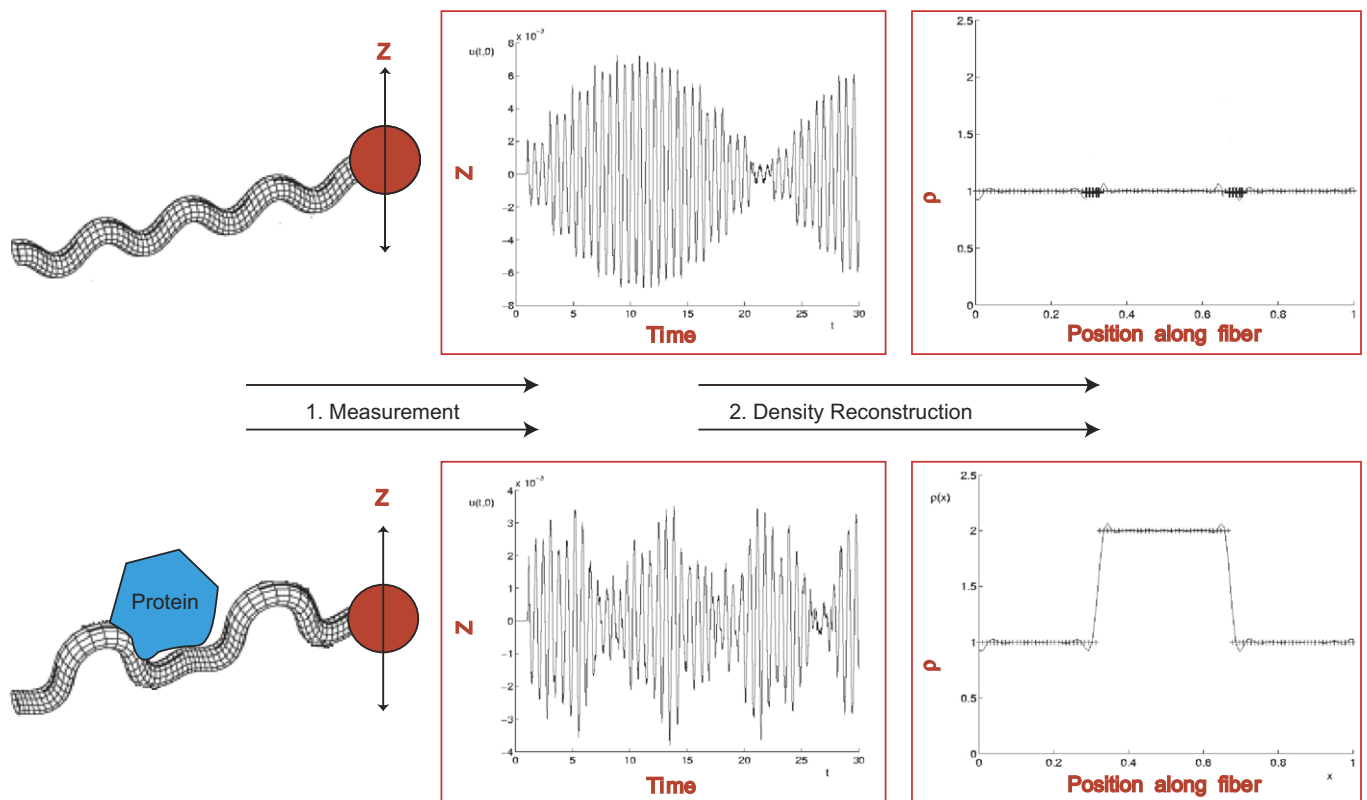 Z
× 10⁻³
u(t,0)
8
6
4
2
0
−2
−4
−6
−8
0 5 10 15 20 25 30
t
Z
Time
2.5
2
1.5
1
0.5
0
0 0.2 0.4 0.6 0.8 1
ρ
Position along fiber
1. Measurement
2. Density Reconstruction
Z
Protein
× 10⁻³
u(t,0)
4
3
2
1
0
−1
−2
−3
−4
0 5 10 15 20 25 30
t
Z
Time
2.5
ρ(x)
2
1.5
1
0.5
0
0 0.2 0.4 0.6 0.8 1
x
ρ
Position along fiber